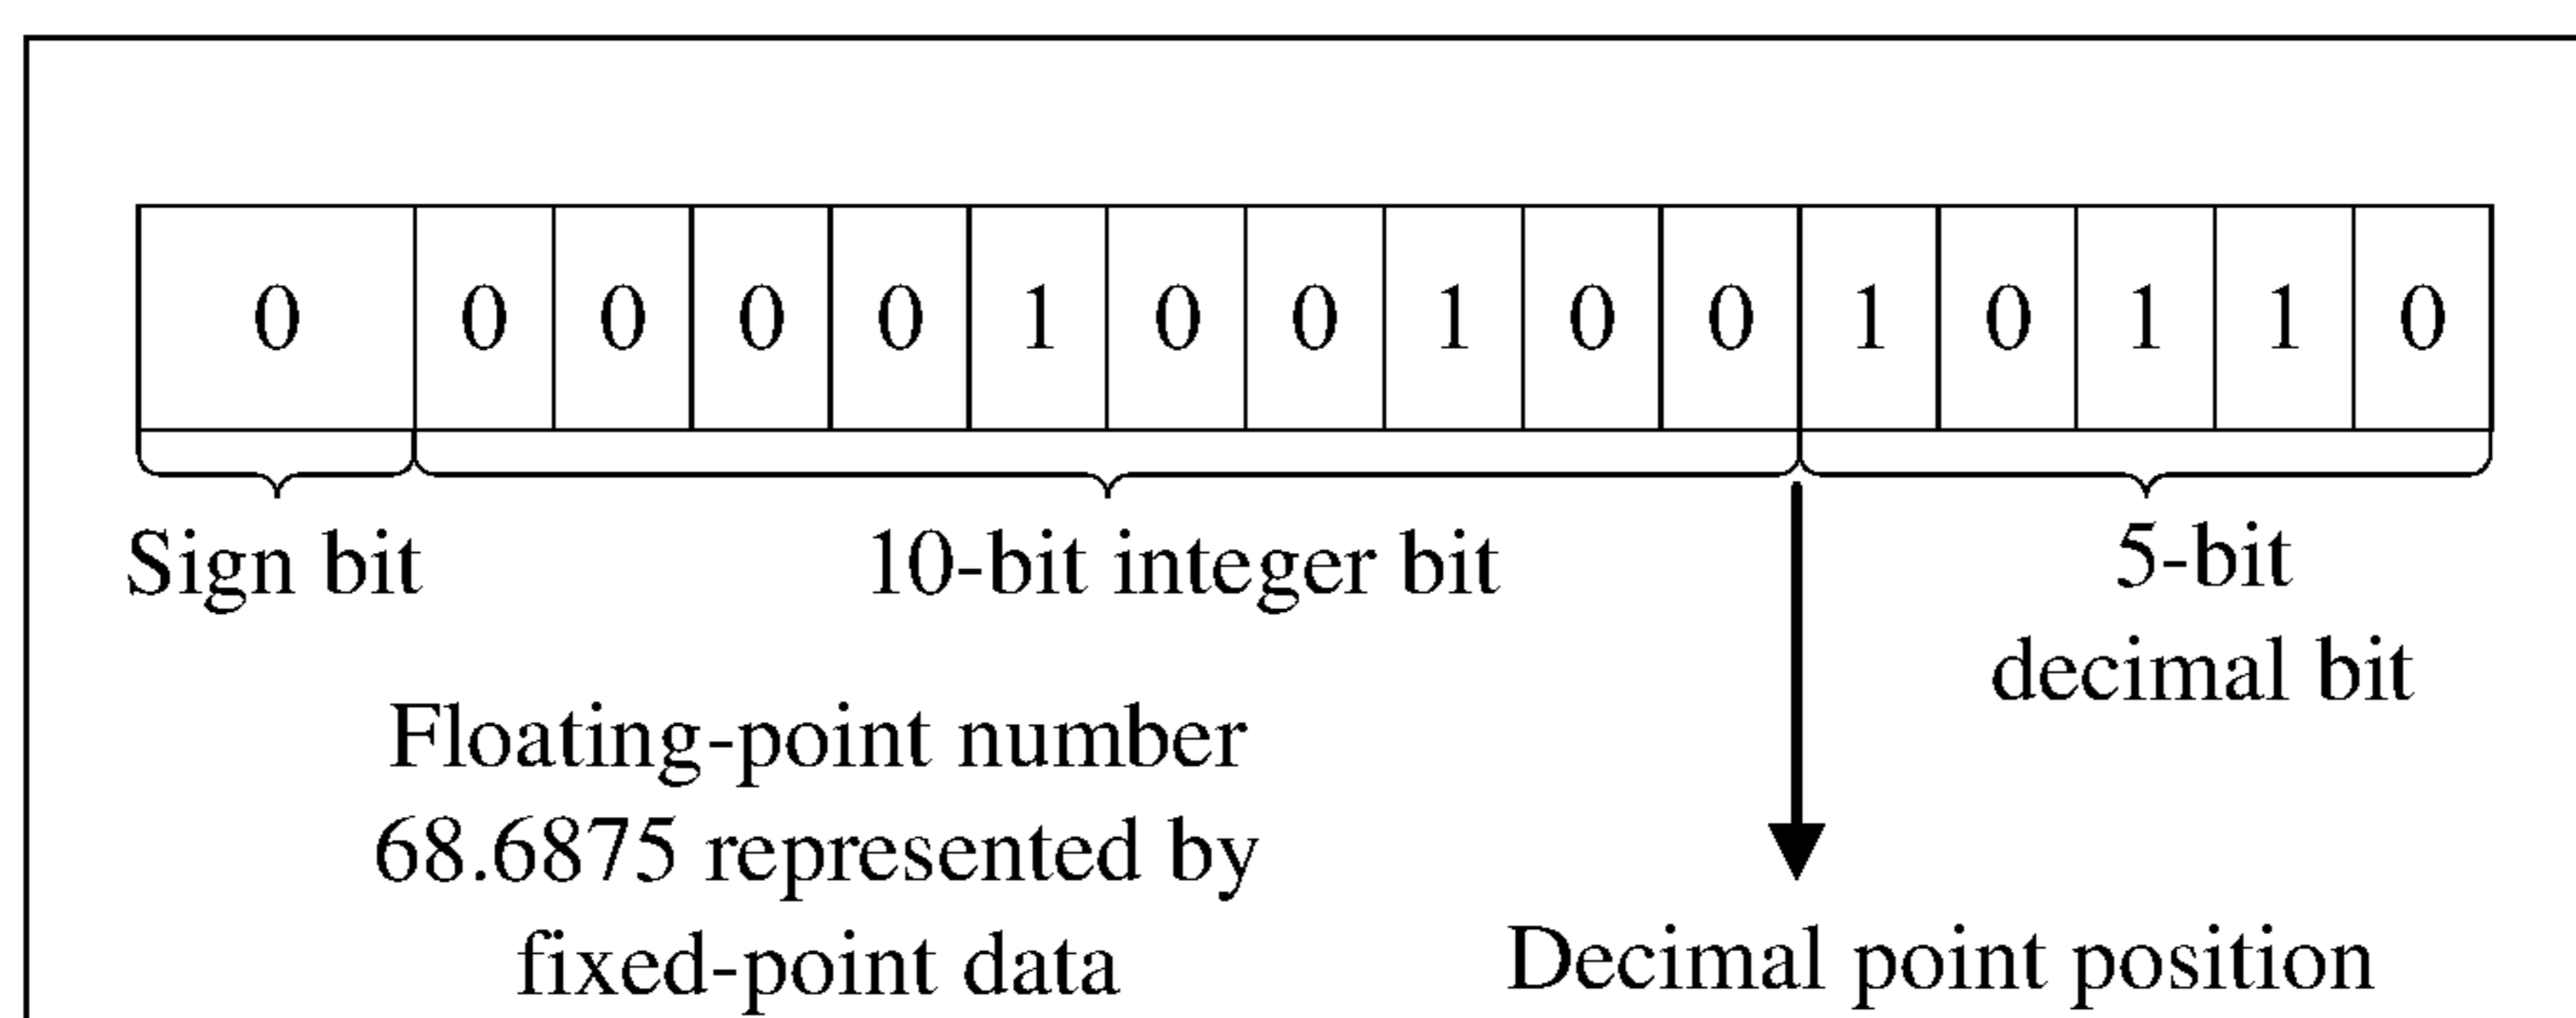 0 0 0 0 0 1 0 0 1 0 0 1 0 1 1 0
Sign bit
10-bit integer bit
5-bit
decimal bit
Floating-point number
68.6875 represented by
fixed-point data
Decimal point position